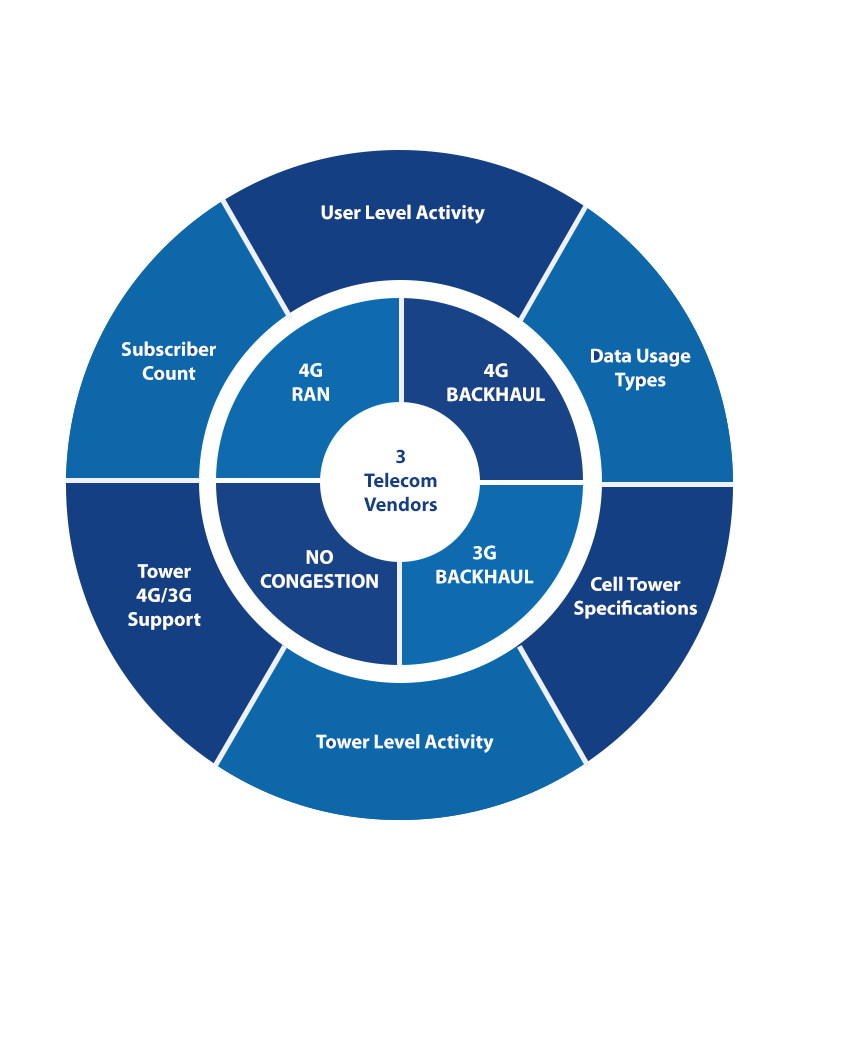 User Level Activity
Subscriber
Count
Data Usage
Types
4G
RAN
4G
BACKHAUL
3
Telecom
Vendors
NO
CONGESTION
3G
BACKHAUL
Tower
4G/3G
Support
Cell Tower
Specifications
Tower Level Activity